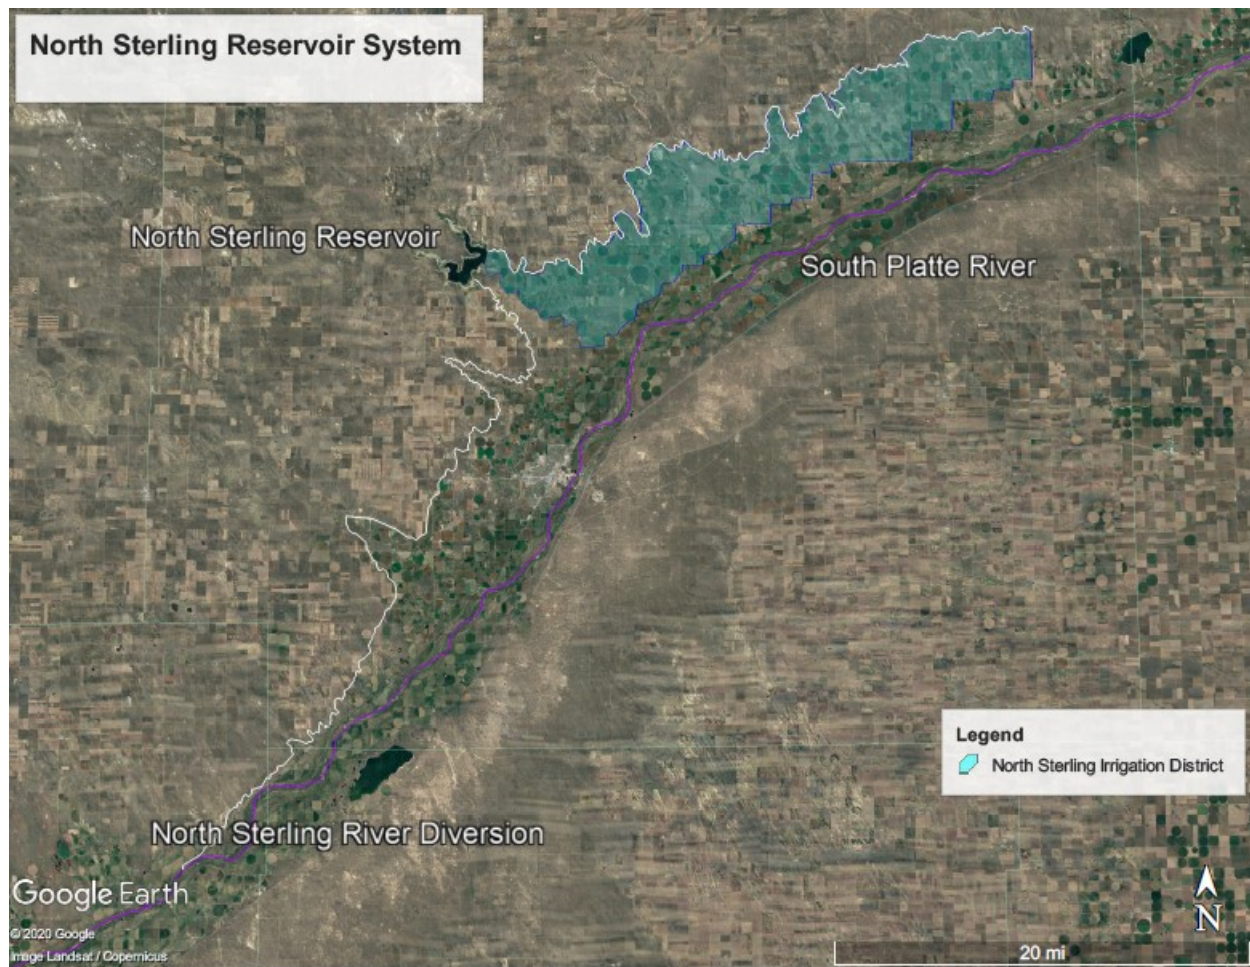 North Sterling Reservoir System
North Sterling Reservoir
South Platte River
Legend
North Sterling Irrigation District
North Sterling River Diversion
Google Earth
© 2020 Google
Image Landsat / Copernicus
N
20 mi